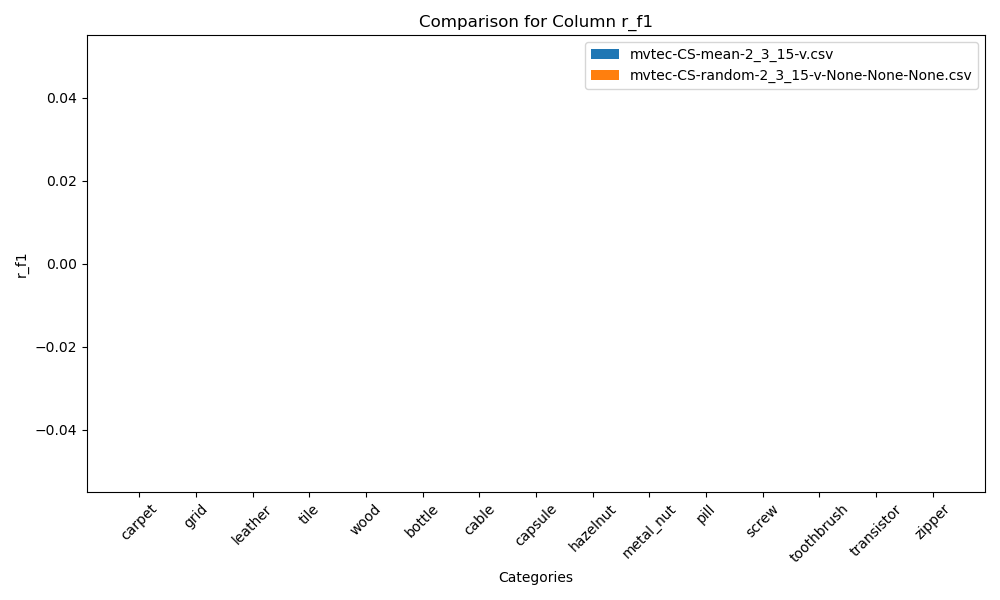 Comparison for Column r_f1
mvtec-CS-mean-2_3_15-v.csv
mvtec-CS-random-2_3_15-v-None-None-None.csv
0.04
0.02
0.00
−0.02
−0.04
r_f1
carpet
grid
leather
tile
wood
bottle
cable
capsule
hazelnut
metal_nut
pill
screw
toothbrush
transistor
zipper
Categories